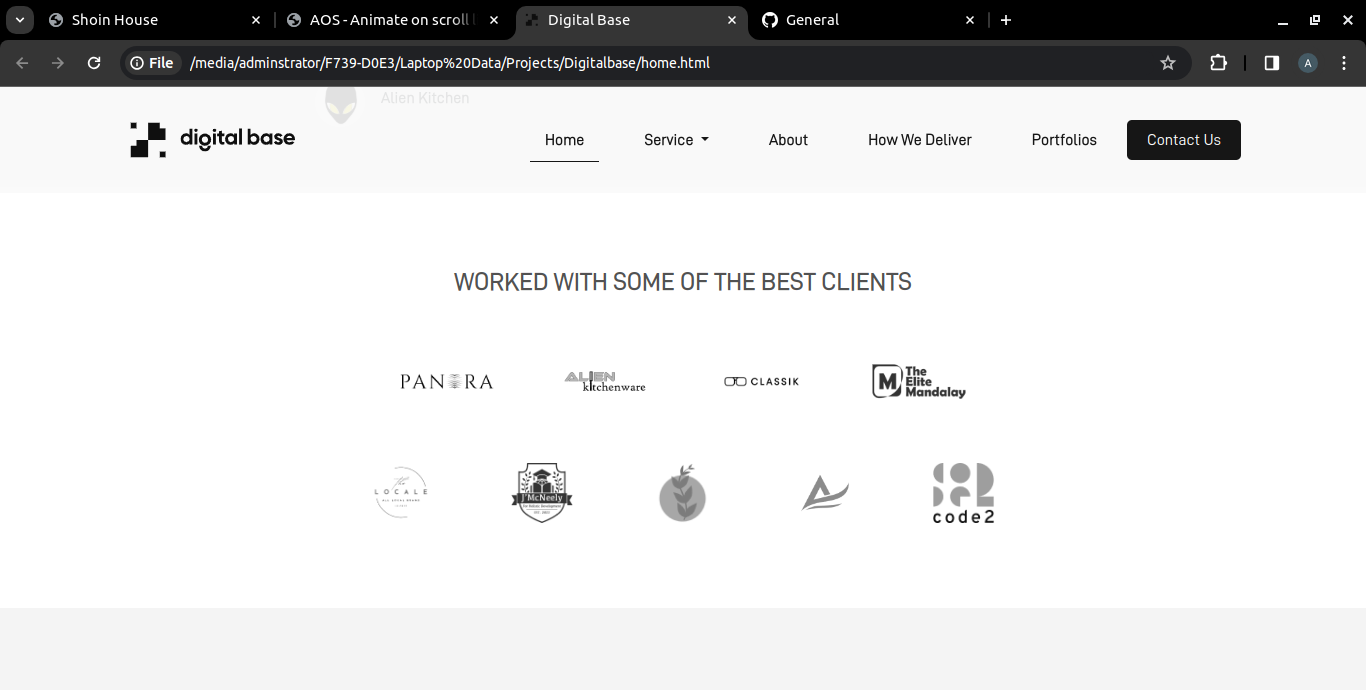 Shoin House
AOS - Animate on scroll
Digital Base
General
File
/media/adminstrator/F739-D0E3/Laptop%20Data/Projects/Digitalbase/home.html
A
Alien Kitchen
digital base
Home
Service
About
How We Deliver
Portfolios
Contact Us
WORKED WITH SOME OF THE BEST CLIENTS
PANERA
ALIEN
kitchenware
CLASSIK
M
The
Elite
Mandalay
the
LOCALE
J'McNeely
code2